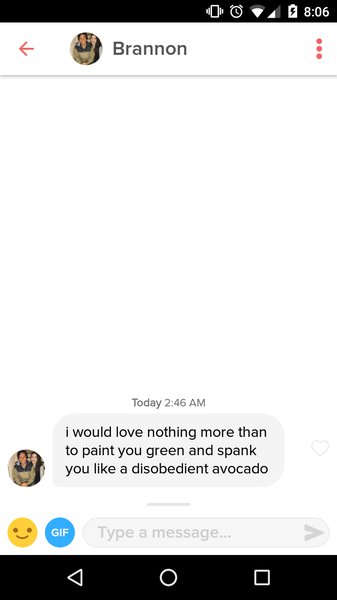 8:06
Brannon
Today 2:46 AM
i would love nothing more than
to paint you green and spank
you like a disobedient avocado
GIF
Type a message...